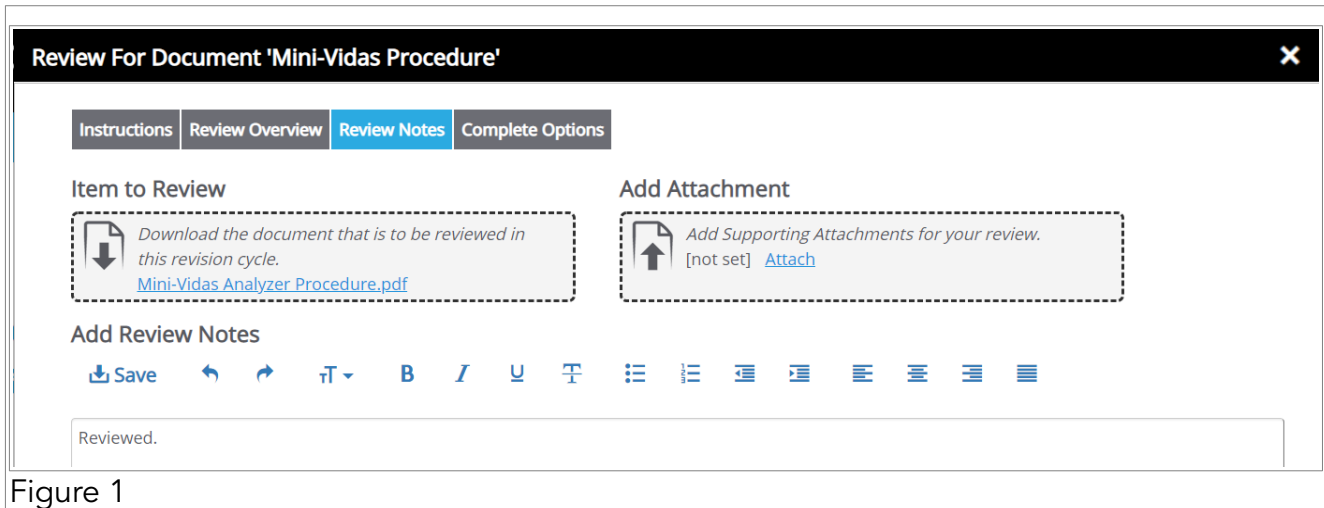 Review For Document 'Mini-Vidas Procedure'
Instructions Review Overview Review Notes Complete Options
Item to Review
Download the document that is to be reviewed in
this revision cycle.
Mini-Vidas Analyzer Procedure.pdf
Add Attachment
Add Supporting Attachments for your review.
[not set] Attach
Add Review Notes
Save TT B I U T
Reviewed.
Figure 1